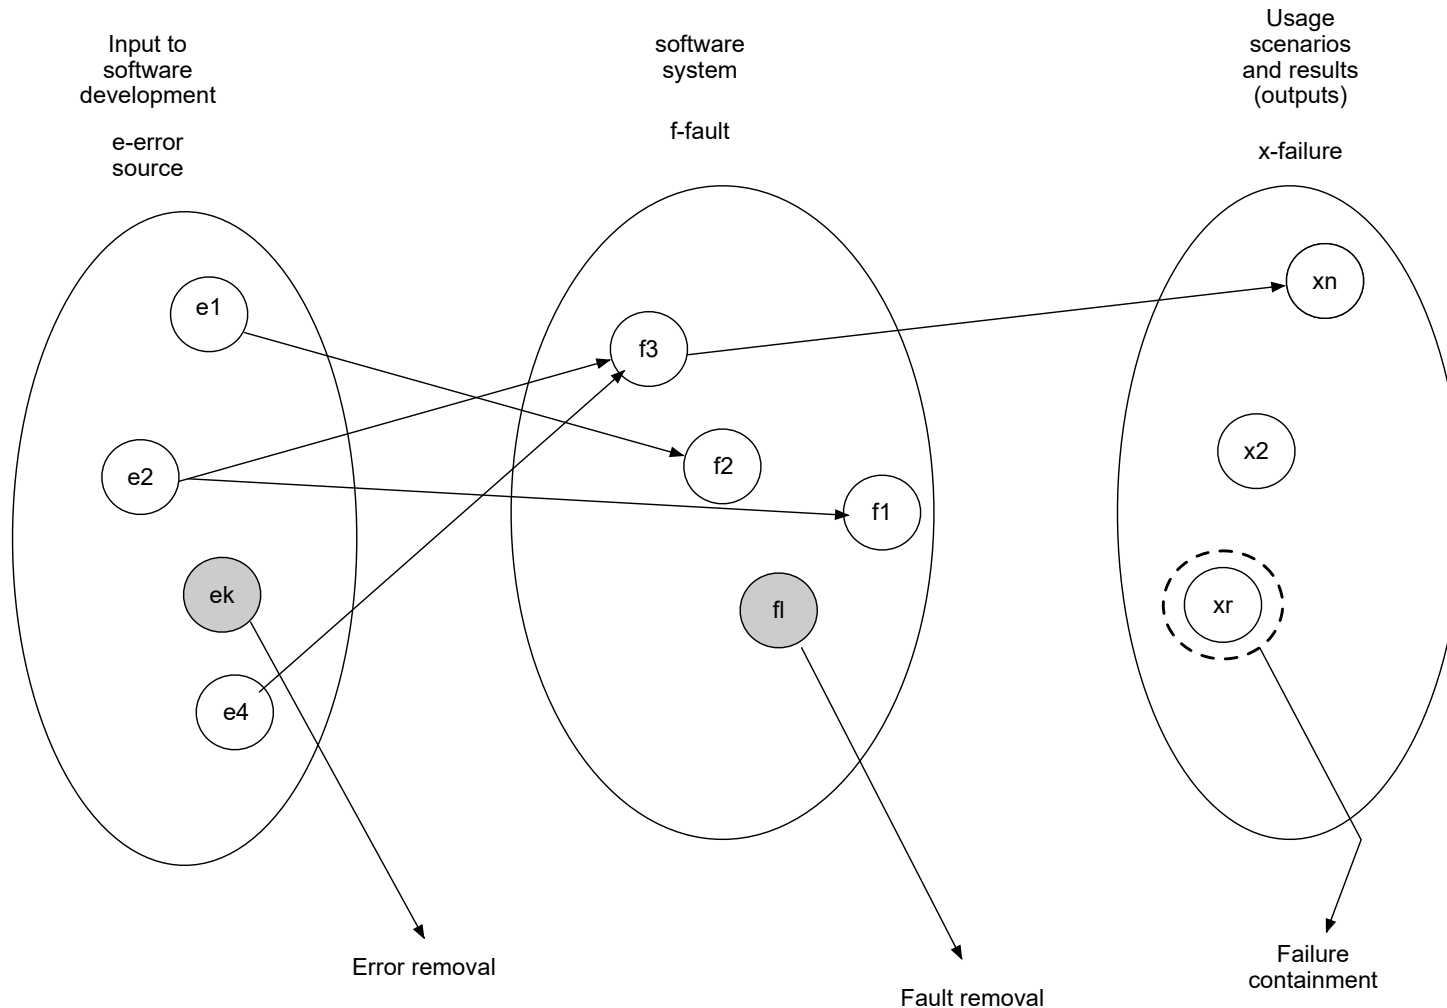 Input to
software
development
e-error
source
software
system
f-fault
Usage
scenarios
and results
(outputs)
x-failure
e1
e2
ek
e4
f3
f2
f1
fl
xn
x2
xr
Error removal
Fault removal
Failure
containment